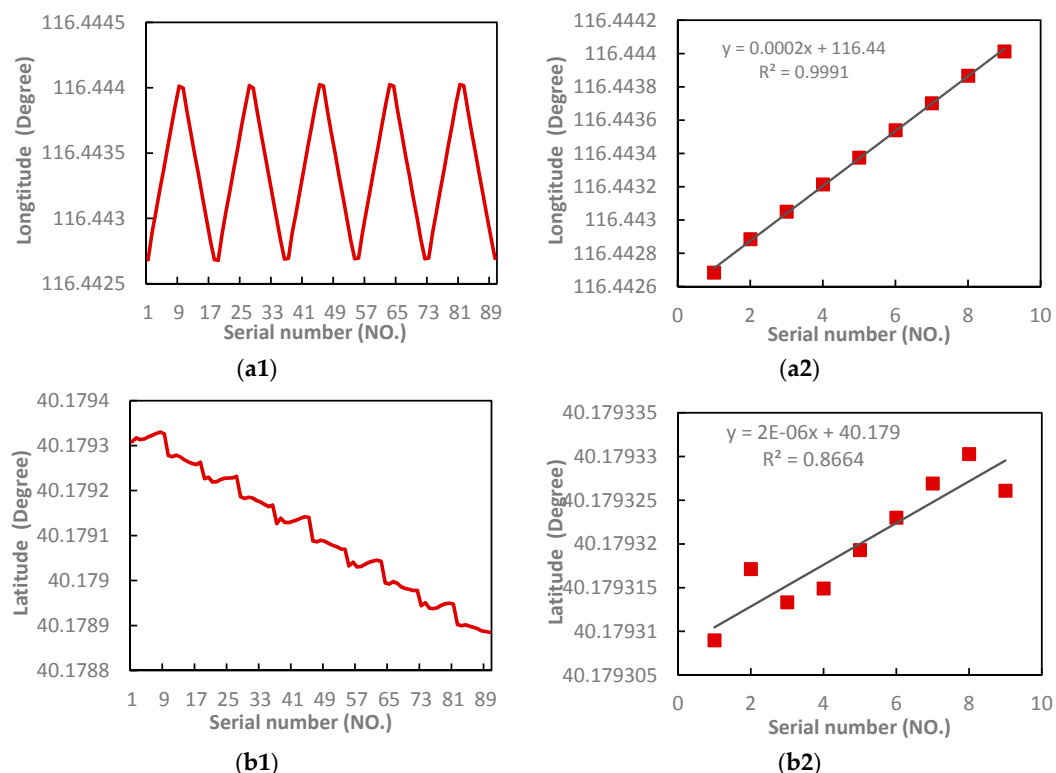 116.4445
116.444
116.4435
116.443
116.4425
Longtitude (Degree)
1 9 17 25 33 41 49 57 65 73 81 89
Serial number (NO.)
(a1)
116.4442
116.444
116.4438
116.4436
116.4434
116.4432
116.443
116.4428
116.4426
Longtitude (Degree)
y = 0.0002x + 116.44
R² = 0.9991
0 2 4 6 8 10
Serial number (NO.)
(a2)
40.1794
40.1793
40.1792
40.1791
40.179
40.1789
40.1788
Latitude (Degree)
1 9 17 25 33 41 49 57 65 73 81 89
Serial number (NO.)
(b1)
40.179335
40.17933
40.179325
40.17932
40.179315
40.17931
40.179305
Latitude (Degree)
y = 2E-06x + 40.179
R² = 0.8664
0 2 4 6 8 10
Serial number (NO.)
(b2)